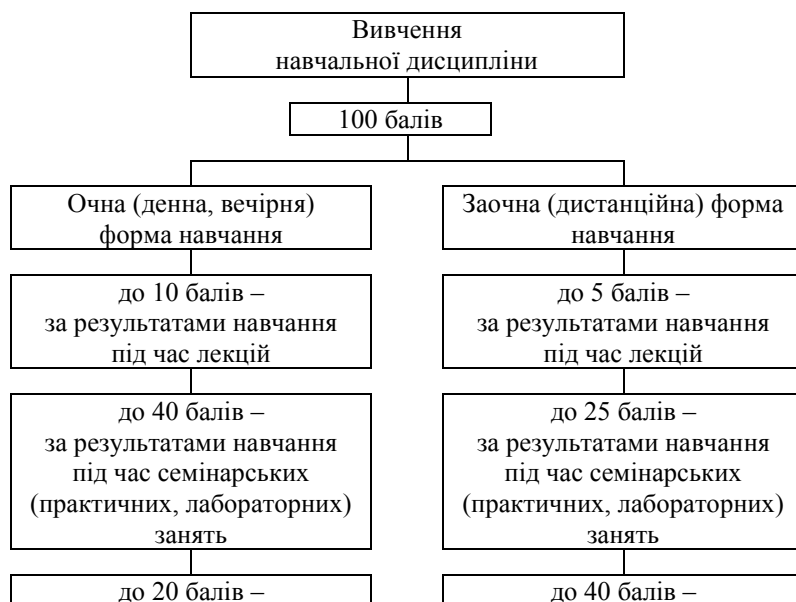 Вивчення
навчальної дисципліни
100 балів
Очна (денна, вечірня)
форма навчання
до 10 балів –
за результатами навчання
під час лекцій
до 40 балів –
за результатами навчання
під час семінарських
(практичних, лабораторних)
занять
до 20 балів –
Заочна (дистанційна) форма
навчання
до 5 балів –
за результатами навчання
під час лекцій
до 25 балів –
за результатами навчання
під час семінарських
(практичних, лабораторних)
занять
до 40 балів –